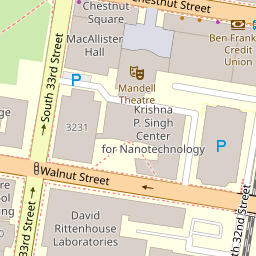 Chestnut
Square
Chestnut Street
MacAllister
Hall
Ben Frank
Credit
Union
P
Mandell
Theatre
South 33rd Street
Krishna
P. Singh
Center
for Nanotechnology
3231
P
Walnut Street
33rd Street
David
Rittenhouse
Laboratories
South 32nd Street